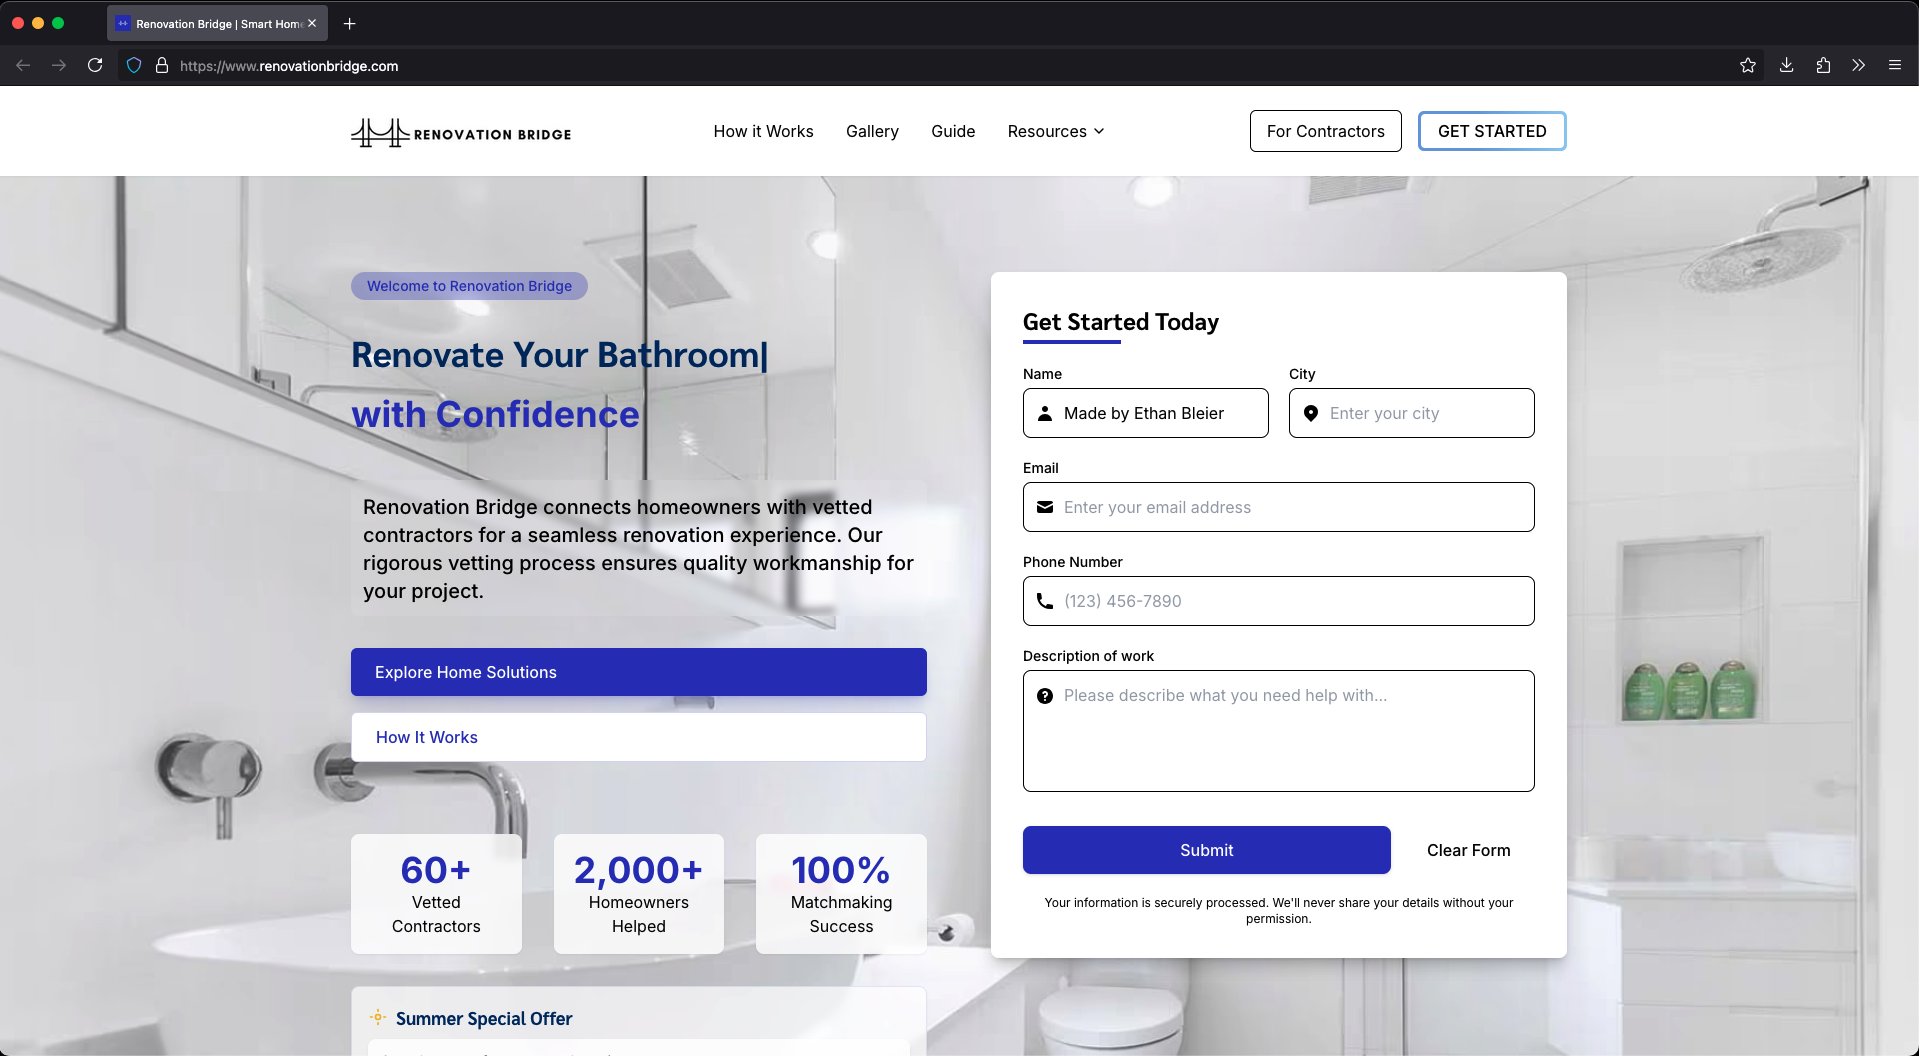 Renovation Bridge | Smart Home
https://www.renovationbridge.com
RENOVATION BRIDGE
How it Works
Gallery
Guide
Resources
For Contractors
GET STARTED
Welcome to Renovation Bridge
Renovate Your Bathroom|
with Confidence
Renovation Bridge connects homeowners with vetted
contractors for a seamless renovation experience. Our
rigorous vetting process ensures quality workmanship for
your project.
Explore Home Solutions
How It Works
60+
Vetted
Contractors
2,000+
Homeowners
Helped
100%
Matchmaking
Success
Summer Special Offer
Get Started Today
Name
Made by Ethan Bleier
City
Enter your city
Email
Enter your email address
Phone Number
(123) 456-7890
Description of work
Please describe what you need help with...
Submit
Clear Form
Your information is securely processed. We'll never share your details without your
permission.